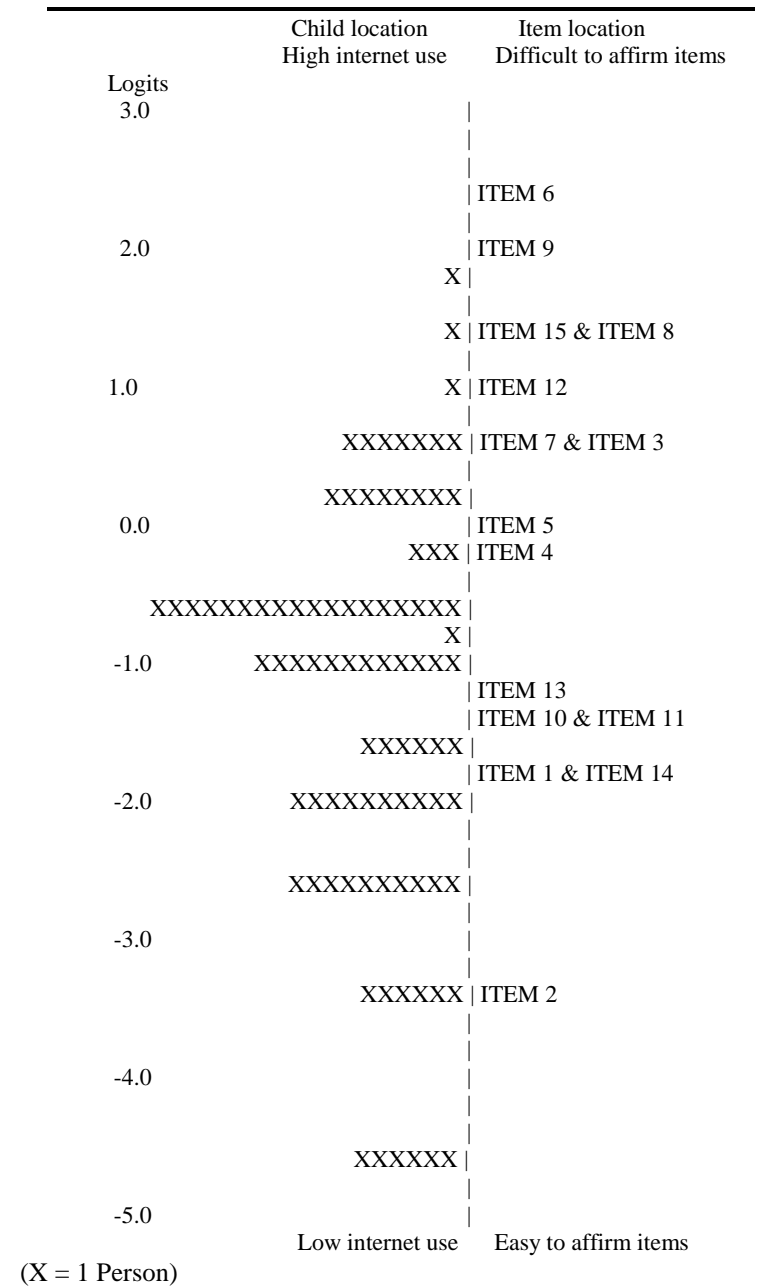 Child location Item location
High internet use Difficult to affirm items
Logits
3.0 |
|
|
| ITEM 6
|
2.0 | ITEM 9
X |
|
X | ITEM 15 & ITEM 8
|
1.0 X | ITEM 12
|
XXXXXXX | ITEM 7 & ITEM 3
|
XXXXXXXX |
0.0 | ITEM 5
XXX | ITEM 4
|
XXXXXXXXXXXXXXXXXX |
X |
-1.0 XXXXXXXXXXXX |
| ITEM 13
| ITEM 10 & ITEM 11
XXXXXX |
| ITEM 1 & ITEM 14
-2.0 XXXXXXXXXX |
|
|
XXXXXXXXXX |
|
-3.0 |
|
XXXXXX | ITEM 2
|
|
-4.0 |
|
|
XXXXXX |
|
-5.0 |
Low internet use Easy to affirm items
(X = 1 Person)